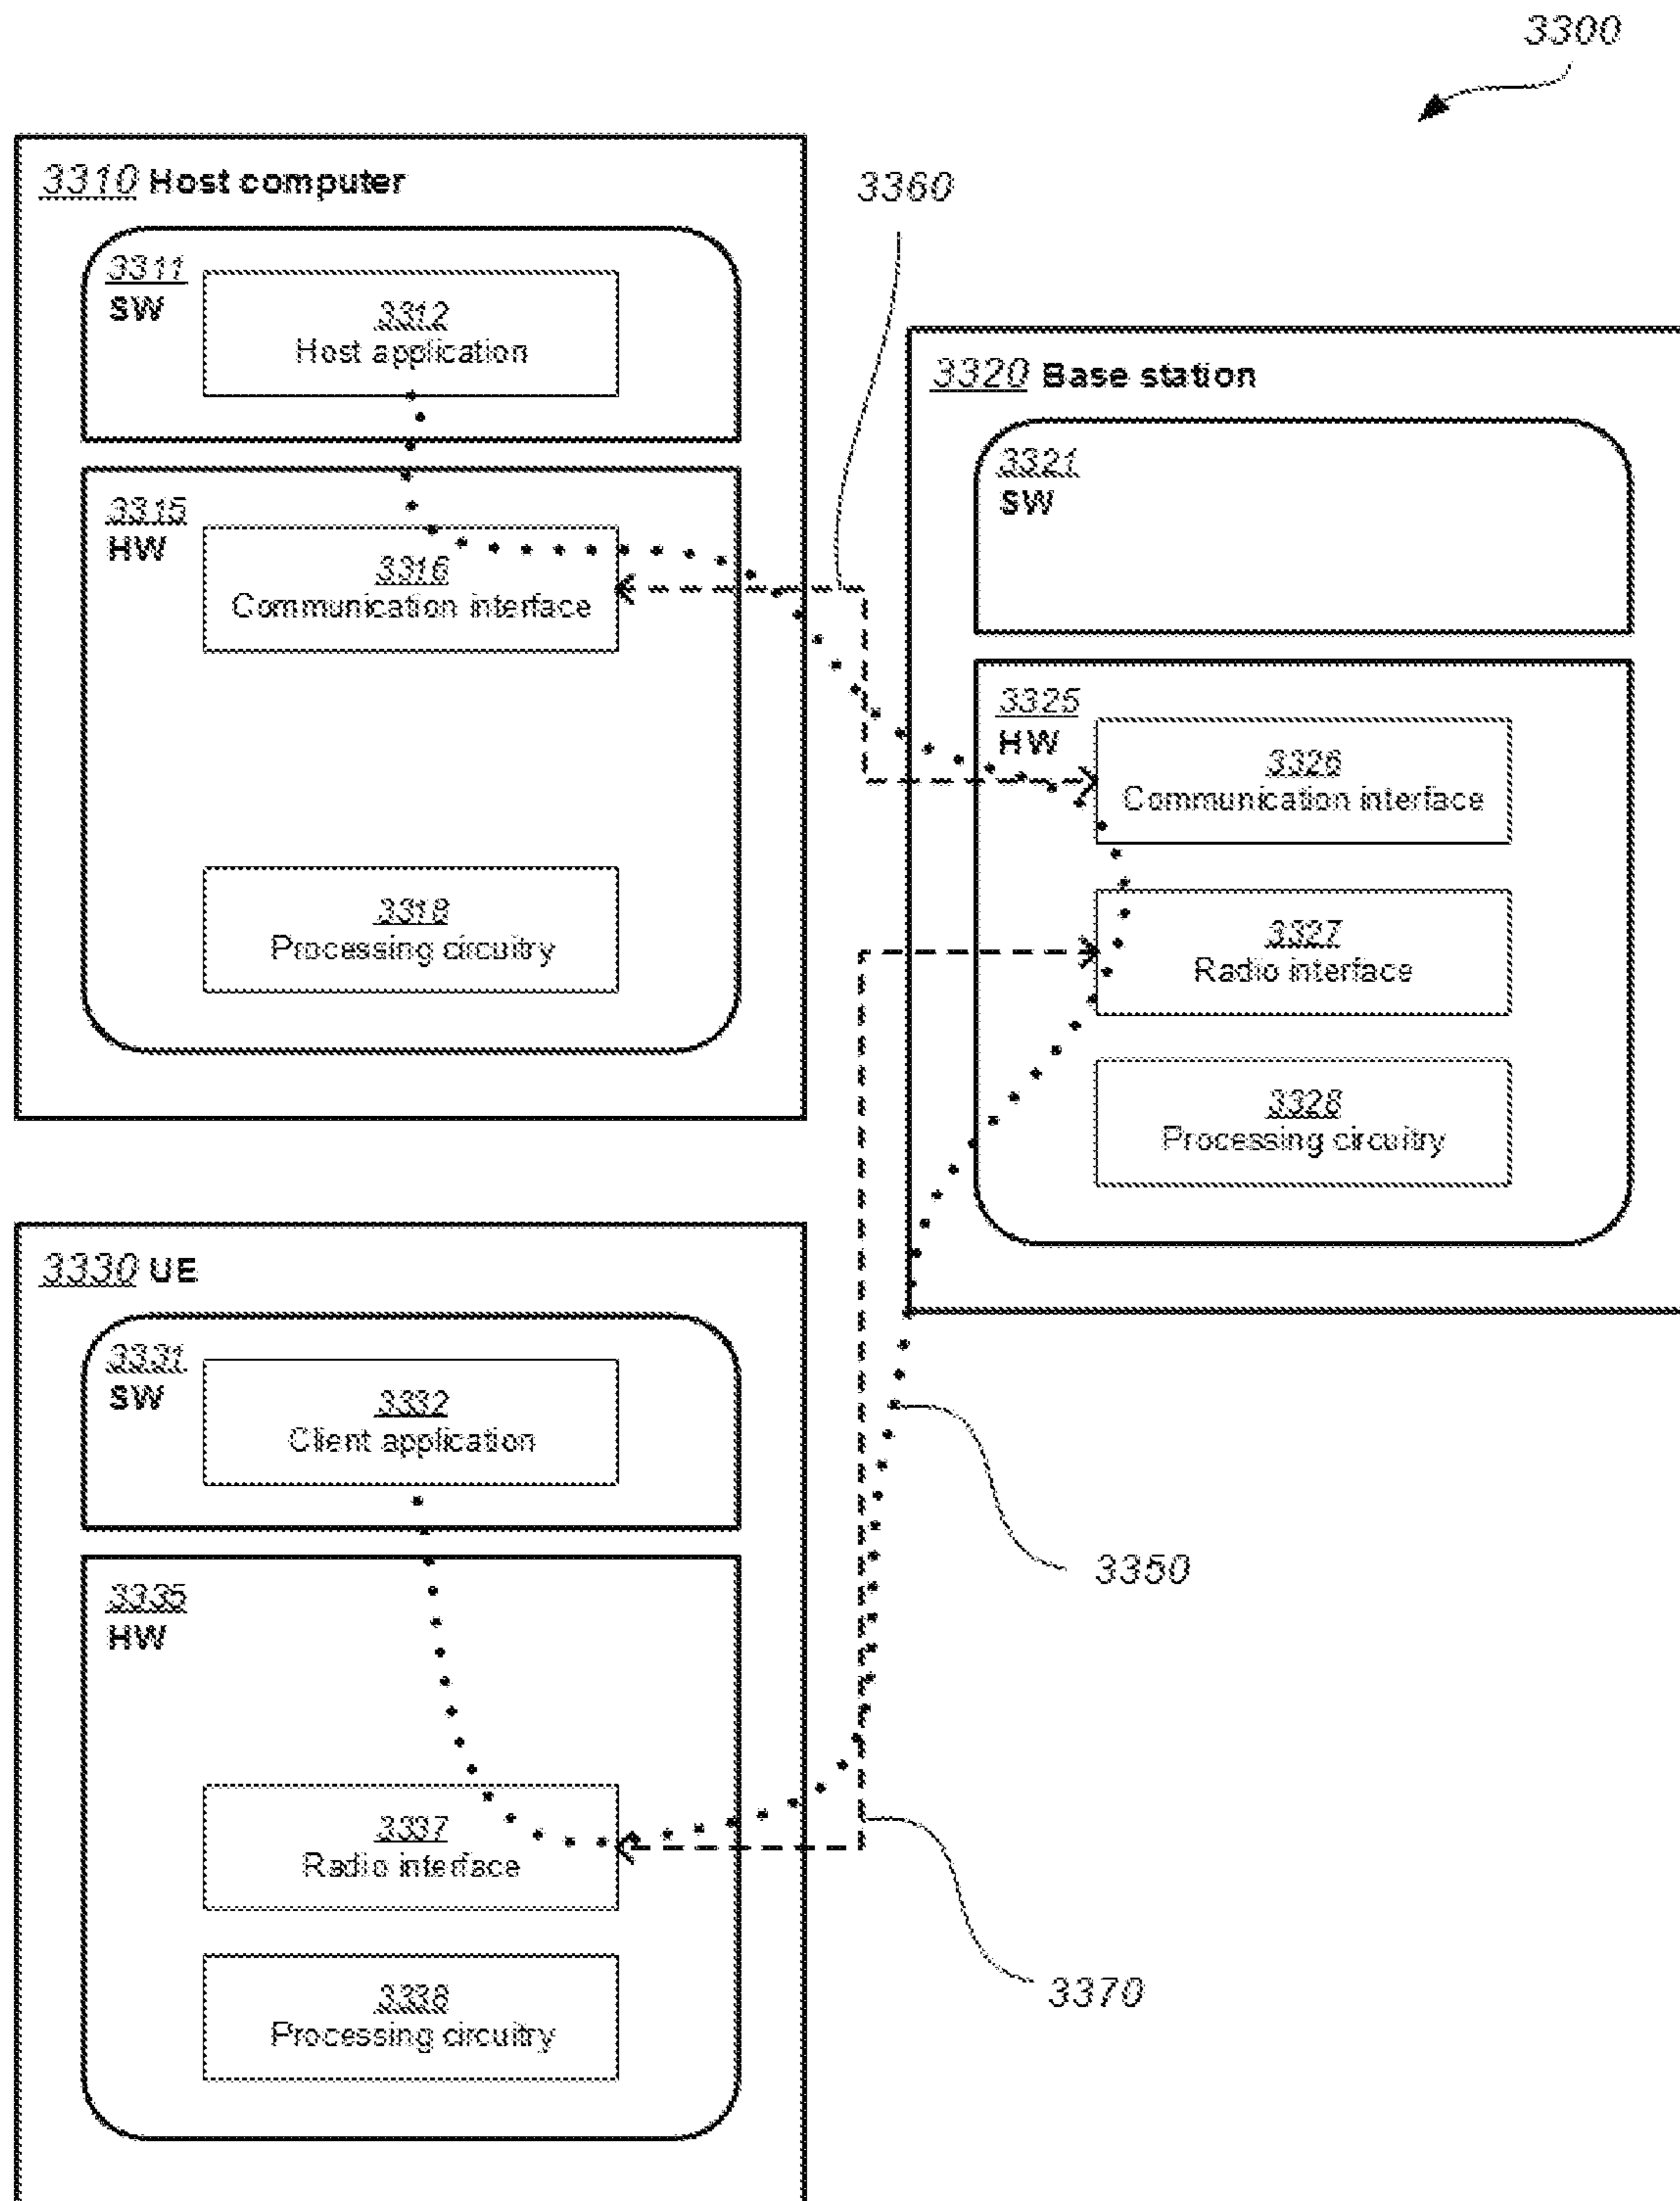 3300
3310 Host computer
3311
SW
3312
Host application
3315
HW
3316
Communication interface
3318
Processing circuitry
3360
3320 Base station
3321
SW
3325
HW
3326
Communication interface
3327
Radio interface
3328
Processing circuitry
3330 UE
3331
SW
3332
Client application
3335
HW
3337
Radio interface
3338
Processing circuitry
3350
3370